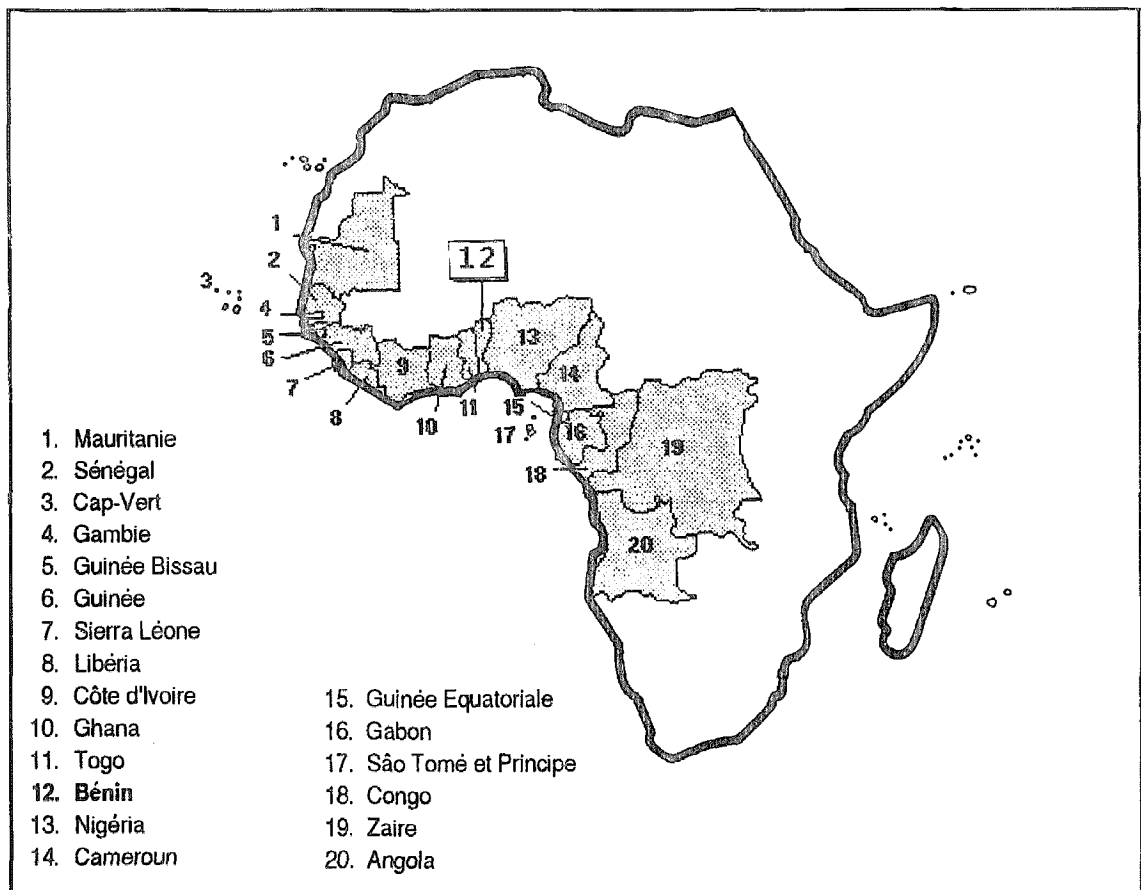 1
2
3
4
5
6
7
8
9
10
11
12
13
14
15
16
17
18
19
20
1. Mauritanie
2. Sénégal
3. Cap-Vert
4. Gambie
5. Guinée Bissau
6. Guinée
7. Sierra Léone
8. Libéria
9. Côte d'Ivoire
10. Ghana
11. Togo
12. Bénin
13. Nigéria
14. Cameroun
15. Guinée Equatoriale
16. Gabon
17. Sâo Tomé et Principe
18. Congo
19. Zaire
20. Angola